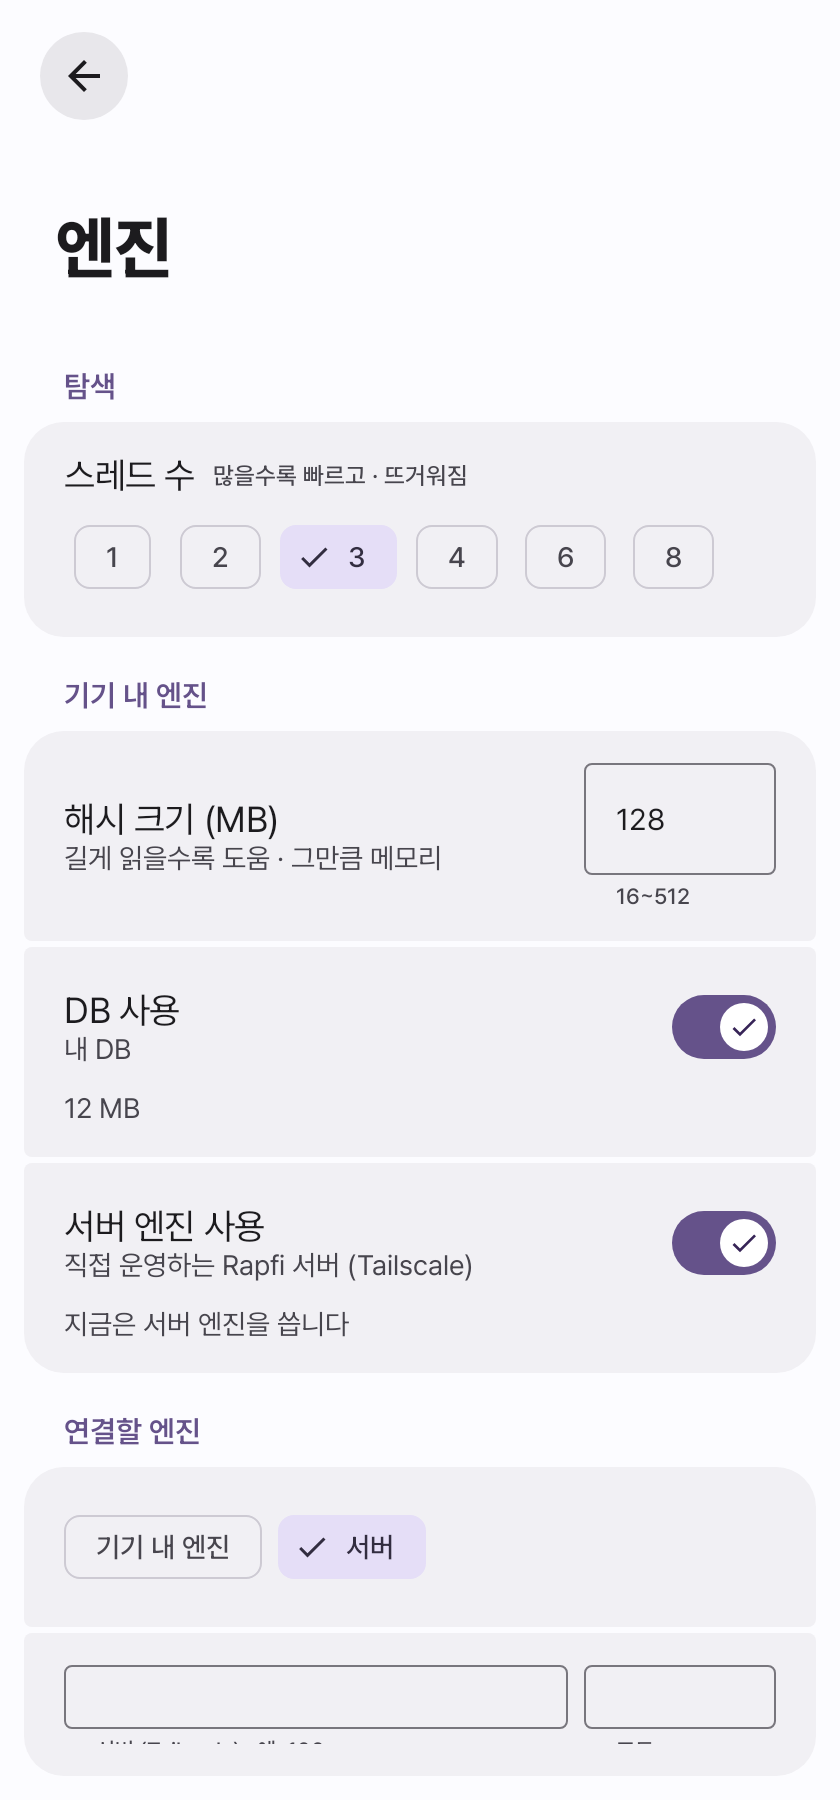 엔진
탐색
스레드 수 많을수록 빠르고 · 뜨거워짐
1 2 3 4 6 8
기기 내 엔진
해시 크기 (MB)
길게 읽을수록 도움 · 그만큼 메모리
128
16~512
DB 사용
내 DB
12 MB
서버 엔진 사용
직접 운영하는 Rapfi 서버 (Tailscale)
지금은 서버 엔진을 씁니다
연결할 엔진
기기 내 엔진 서버